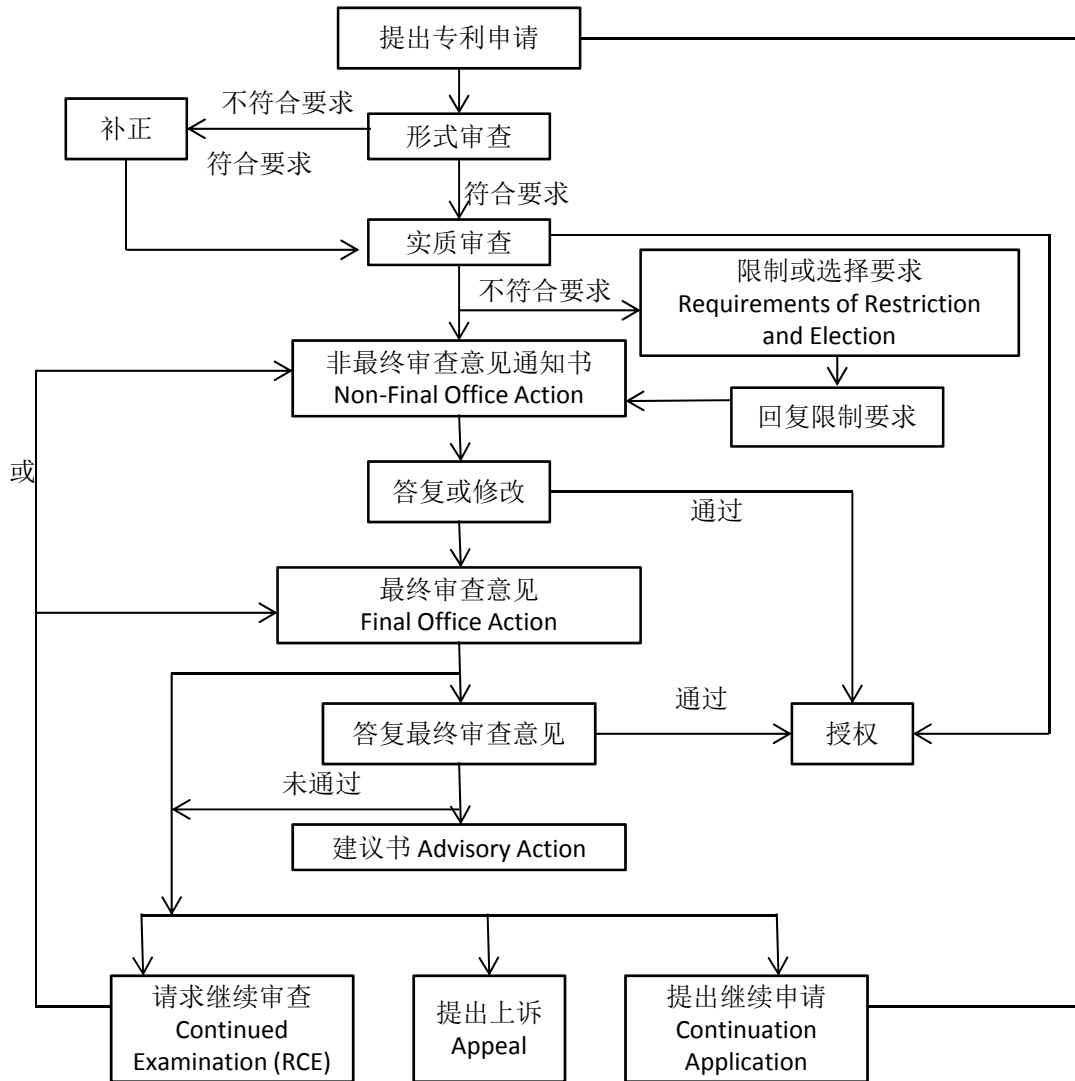 提出专利申请
不符合要求
补正
形式审查
符合要求
符合要求
实质审查
限制或选择要求
Requirements of Restriction
and Election
不符合要求
非最终审查意见通知书
Non-Final Office Action
回复限制要求
或
答复或修改
通过
最终审查意见
Final Office Action
通过
答复最终审查意见
授权
未通过
建议书 Advisory Action
请求继续审查
Continued
Examination (RCE)
提出上诉
Appeal
提出继续申请
Continuation
Application